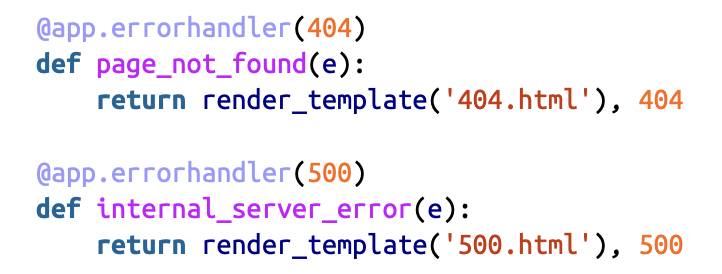 @app.errorhandler(404)
def page_not_found(e):
    return render_template('404.html'), 404

@app.errorhandler(500)
def internal_server_error(e):
    return render_template('500.html'), 500